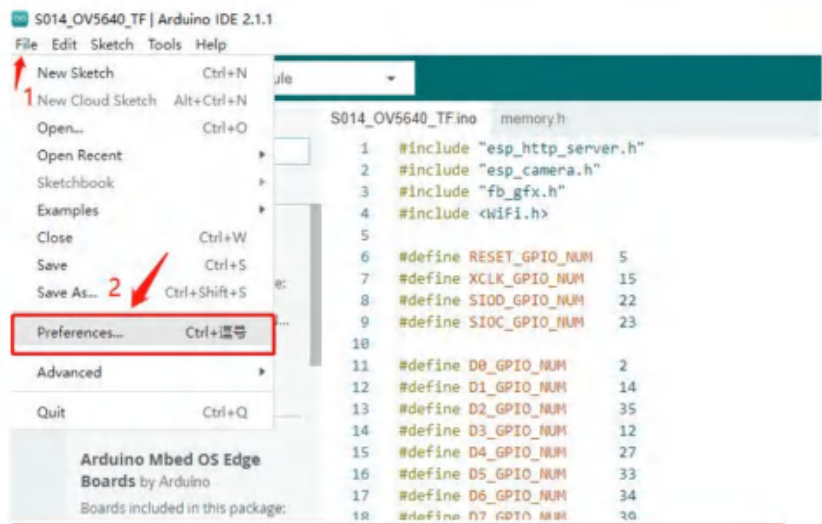 S014_OV5640_TF | Arduino IDE 2.1.1
File Edit Sketch Tools Help
1
New Sketch Ctrl+N
New Cloud Sketch Alt+Ctrl+N
Open... Ctrl+O
Open Recent
Sketchbook
Examples
Close Ctrl+W
Save Ctrl+S
Save As... Ctrl+Shift+S
2
Preferences... Ctrl+逗号
Advanced
Quit Ctrl+Q
ule
e:
...
Arduino Mbed OS Edge
Boards by Arduino
Boards included in this package:
S014_OV5640_TF.ino memory.h
1 #include "esp_http_server.h"
2 #include "esp_camera.h"
3 #include "fb_gfx.h"
4 #include <WiFi.h>
5
6 #define RESET_GPIO_NUM 5
7 #define XCLK_GPIO_NUM 15
8 #define SIOD_GPIO_NUM 22
9 #define SIOC_GPIO_NUM 23
10
11 #define D0_GPIO_NUM 2
12 #define D1_GPIO_NUM 14
13 #define D2_GPIO_NUM 35
14 #define D3_GPIO_NUM 12
15 #define D4_GPIO_NUM 27
16 #define D5_GPIO_NUM 33
17 #define D6_GPIO_NUM 34
18 #define D7_GPIO_NUM 39